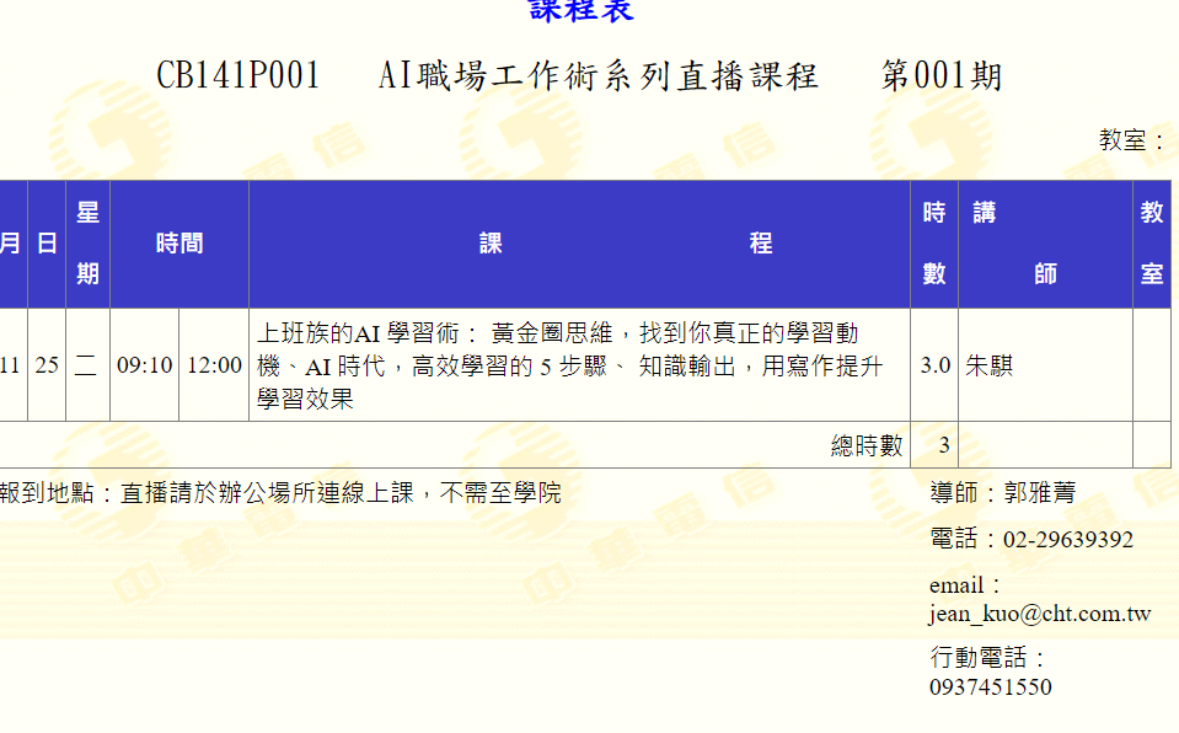 課程表
CB141P001 AI職場工作術系列直播課程 第001期
教室：
月 日 星期 時間 課程 時數 講師 教室
11 25 二 09:10 12:00 上班族的AI 學習術： 黃金圈思維，找到你真正的學習動
機、AI 時代，高效學習的 5 步驟、 知識輸出，用寫作提升
學習效果 3.0 朱騏
總時數 3
報到地點：直播請於辦公場所連線上課，不需至學院
導師：郭雅菁
電話：02-29639392
email：
jean_kuo@cht.com.tw
行動電話：
0937451550
中華電信